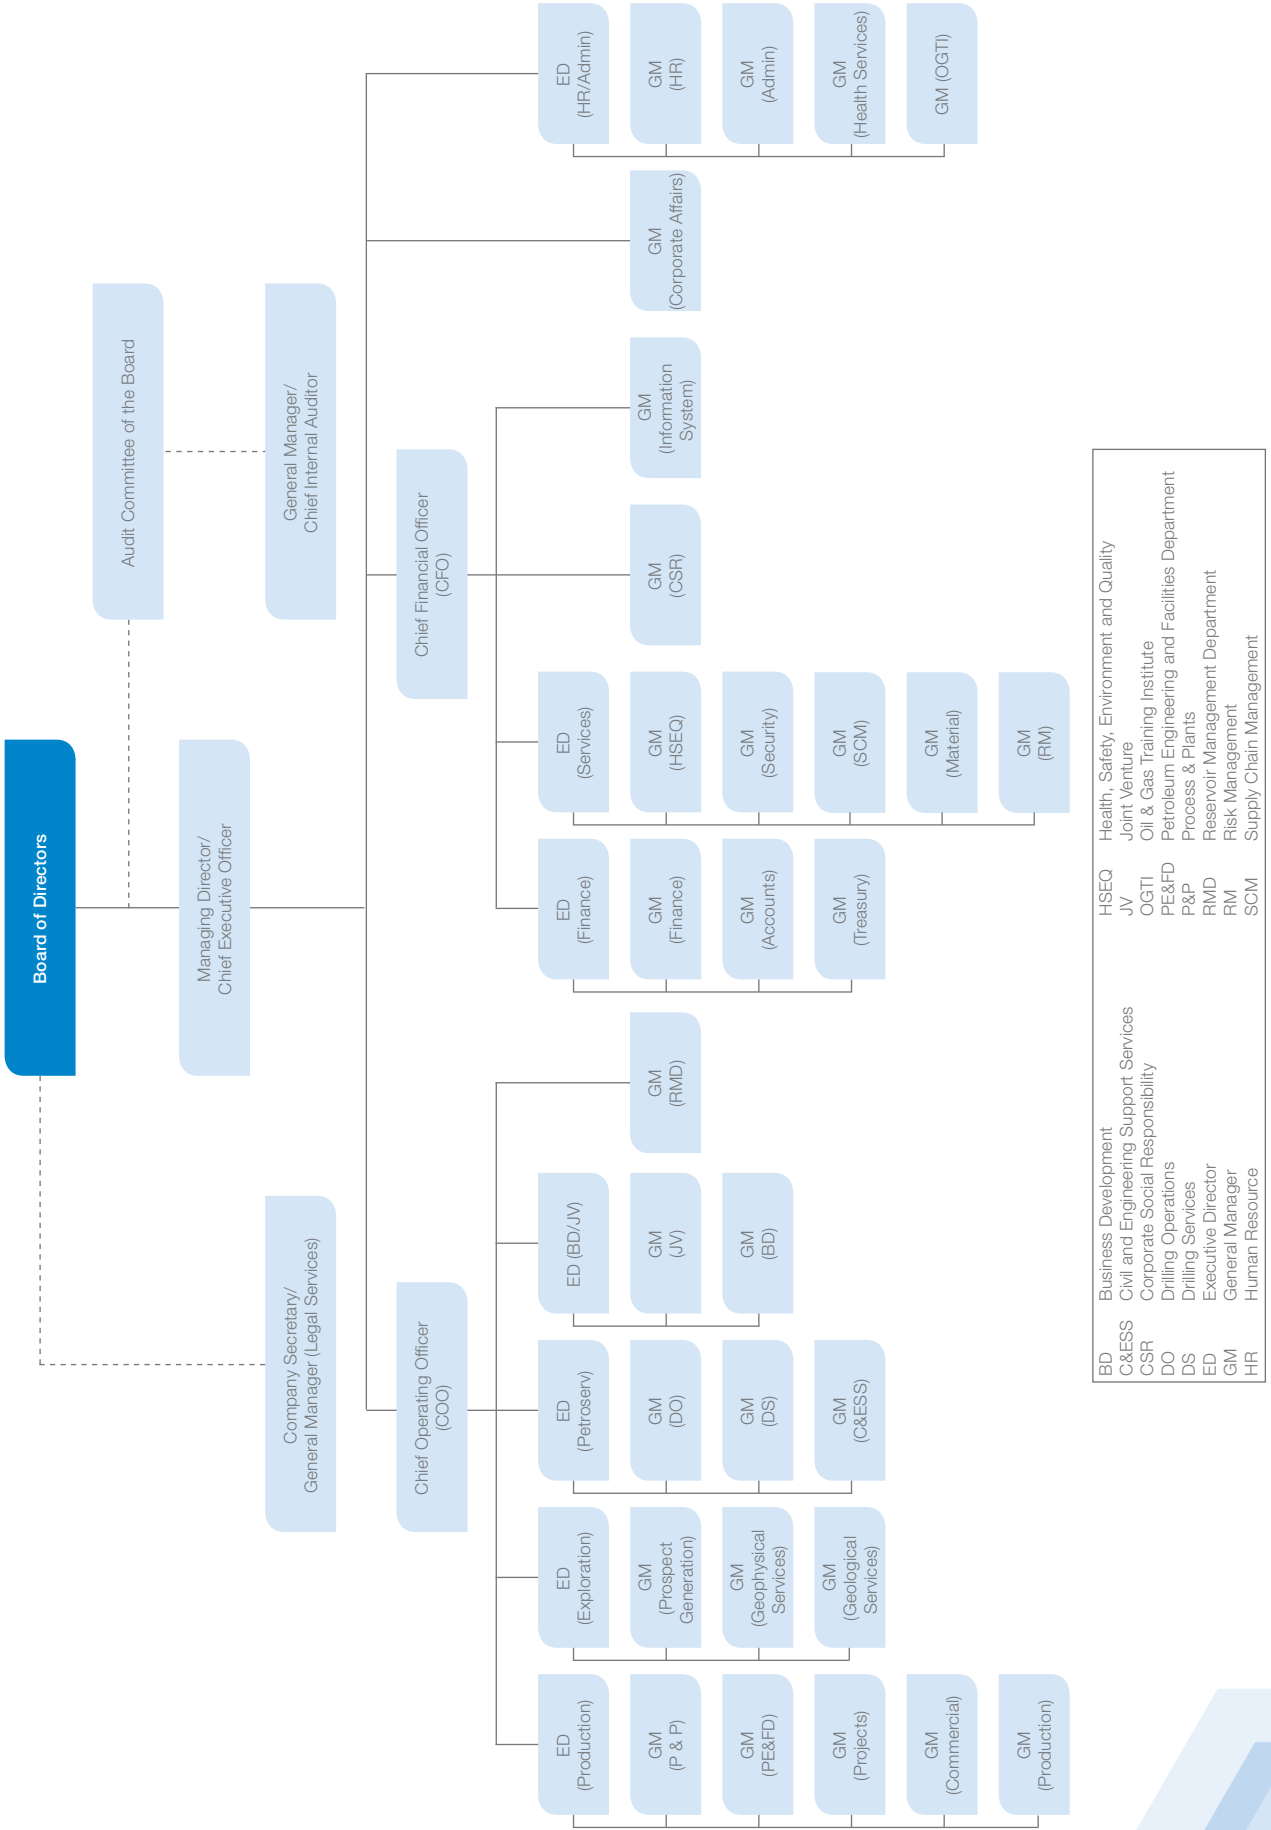 Board of Directors
Audit Committee of the Board
Managing Director/
Chief Executive Officer
Company Secretary/
General Manager (Legal Services)
General Manager/
Chief Internal Auditor
Chief Operating Officer
(COO)
Chief Financial Officer
(CFO)
ED
(Production)
GM
(P & P)
GM
(PE&FD)
GM
(Projects)
GM
(Commercial)
GM
(Production)
ED
(Exploration)
GM
(Prospect
Generation)
GM
(Geophysical
Services)
GM
(Geological
Services)
ED
(Petroserv)
GM
(DO)
GM
(DS)
GM
(C&ESS)
ED (BD/JV)
GM
(JV)
GM
(BD)
GM
(RMD)
ED
(Finance)
GM
(Finance)
GM
(Accounts)
GM
(Treasury)
ED
(Services)
GM
(HSEQ)
GM
(Security)
GM
(SCM)
GM
(Material)
GM
(RM)
GM
(CSR)
GM
(Information
System)
GM
(Corporate Affairs)
ED
(HR/Admin)
GM
(HR)
GM
(Admin)
GM
(Health Services)
GM (OGTI)
BD Business Development
C&ESS Civil and Engineering Support Services
CSR Corporate Social Responsibility
DO Drilling Operations
DS Drilling Services
ED Executive Director
GM General Manager
HR Human Resource
HSEQ Health, Safety, Environment and Quality
JV Joint Venture
OGTI Oil & Gas Training Institute
PE&FD Petroleum Engineering and Facilities Department
P&P Process & Plants
RMD Reservoir Management Department
RM Risk Management
SCM Supply Chain Management